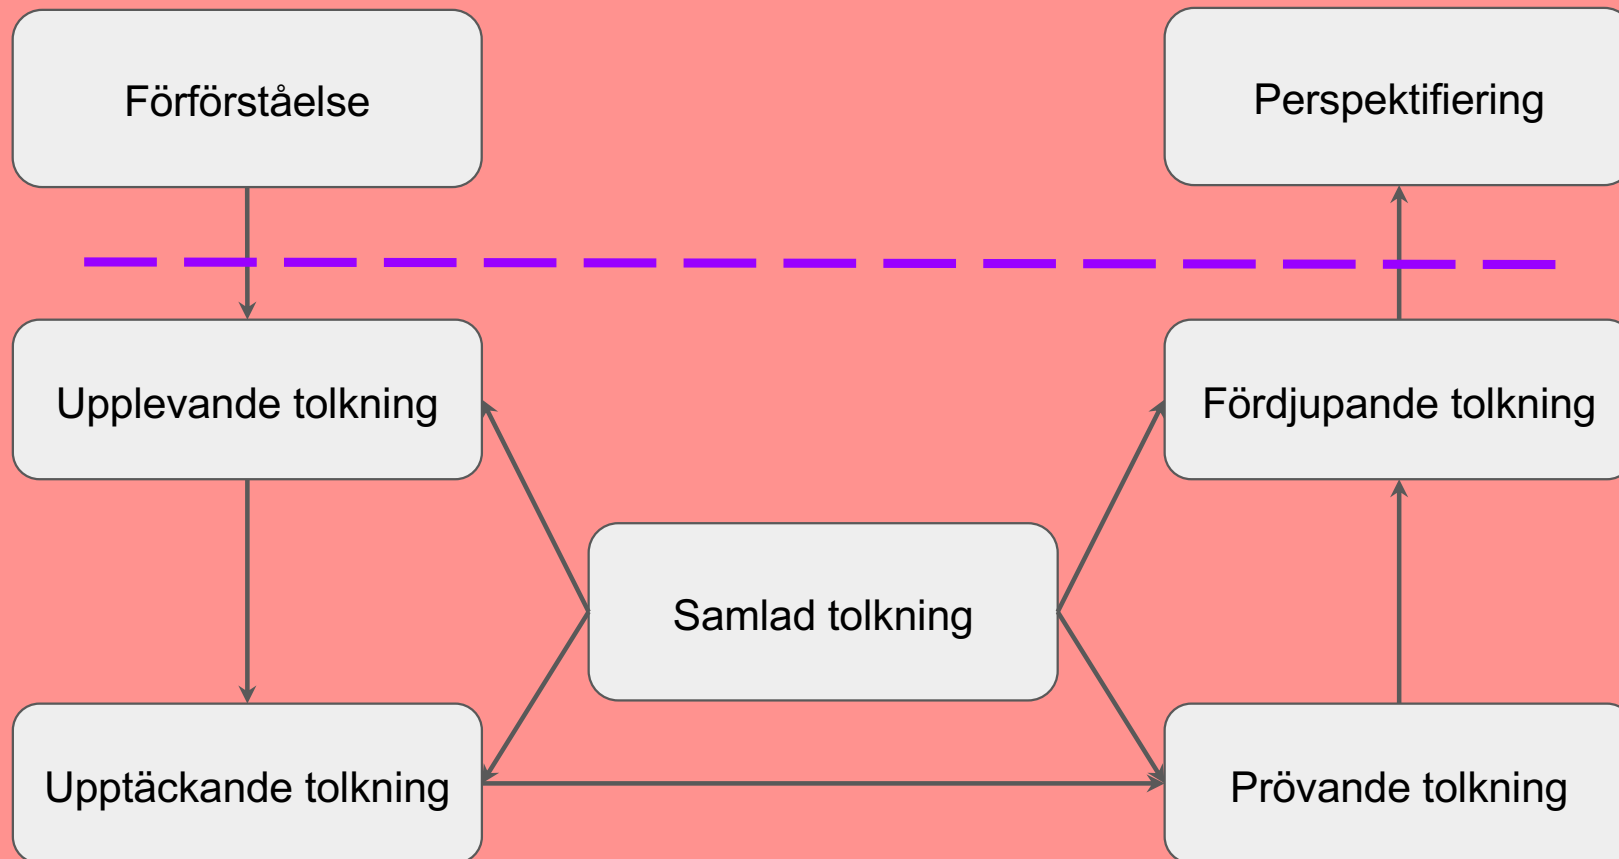 Förförståelse
Perspektifiering
Upplevande tolkning
Fördjupande tolkning
Samlad tolkning
Upptäckande tolkning
Prövande tolkning